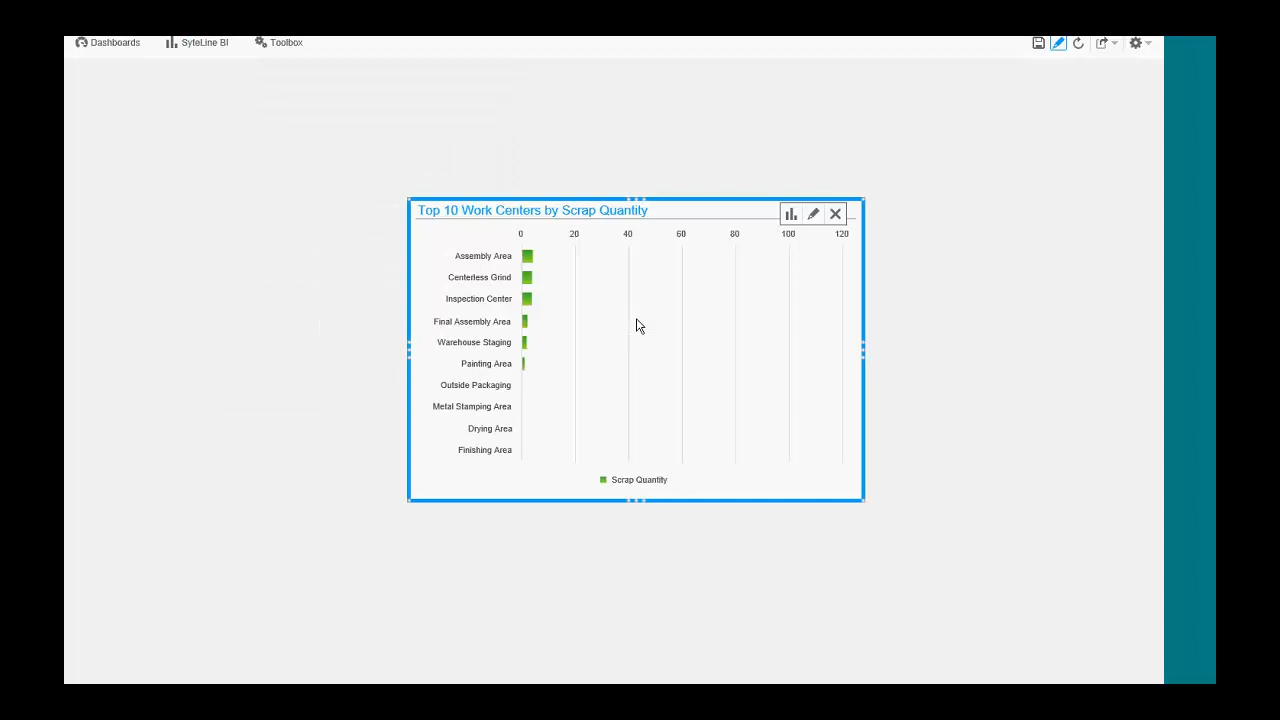 Dashboards SyteLine BI Toolbox
Top 10 Work Centers by Scrap Quantity
0 20 40 60 80 100 120
Assembly Area
Centerless Grind
Inspection Center
Final Assembly Area
Warehouse Staging
Painting Area
Outside Packaging
Metal Stamping Area
Drying Area
Finishing Area
Scrap Quantity